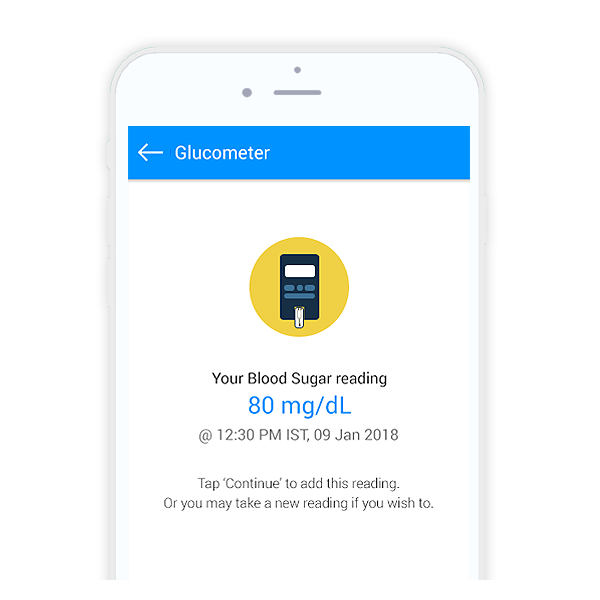 Glucometer
Your Blood Sugar reading
80 mg/dL
@ 12:30 PM IST, 09 Jan 2018
Tap ‘Continue’ to add this reading.
Or you may take a new reading if you wish to.